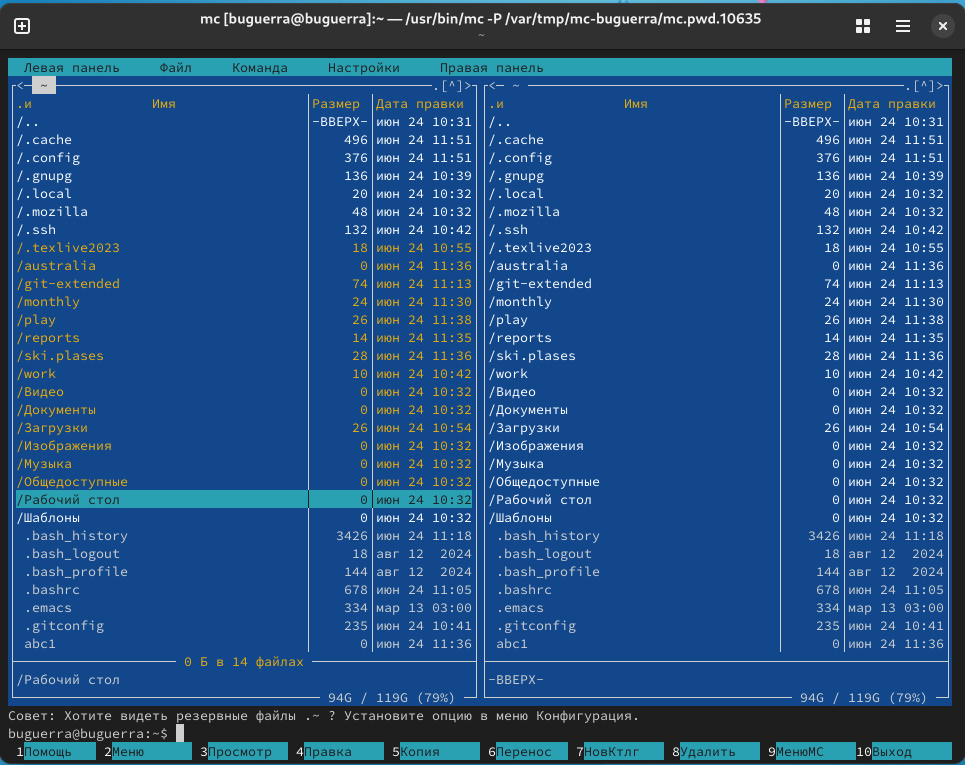 mc [buguerra@buguerra]:~ — /usr/bin/mc -P /var/tmp/mc-buguerra/mc.pwd.10635
~
Левая панель Файл Команда Настройки Правая панель
<─ ~ .[^]> <─ ~ .[^]>
.и Имя Размер Дата правки .и Имя Размер Дата правки
/.. -ВВЕРХ- июн 24 10:31 /.. -ВВЕРХ- июн 24 10:31
/.cache 496 июн 24 11:51 /.cache 496 июн 24 11:51
/.config 376 июн 24 11:51 /.config 376 июн 24 11:51
/.gnupg 136 июн 24 10:39 /.gnupg 136 июн 24 10:39
/.local 20 июн 24 10:32 /.local 20 июн 24 10:32
/.mozilla 48 июн 24 10:32 /.mozilla 48 июн 24 10:32
/.ssh 132 июн 24 10:42 /.ssh 132 июн 24 10:42
/.texlive2023 18 июн 24 10:55 /.texlive2023 18 июн 24 10:55
/australia 0 июн 24 11:36 /australia 0 июн 24 11:36
/git-extended 74 июн 24 11:13 /git-extended 74 июн 24 11:13
/monthly 24 июн 24 11:30 /monthly 24 июн 24 11:30
/play 26 июн 24 11:38 /play 26 июн 24 11:38
/reports 14 июн 24 11:35 /reports 14 июн 24 11:35
/ski.plases 28 июн 24 11:36 /ski.plases 28 июн 24 11:36
/work 10 июн 24 10:42 /work 10 июн 24 10:42
/Видео 0 июн 24 10:32 /Видео 0 июн 24 10:32
/Документы 0 июн 24 10:32 /Документы 0 июн 24 10:32
/Загрузки 26 июн 24 10:54 /Загрузки 26 июн 24 10:54
/Изображения 0 июн 24 10:32 /Изображения 0 июн 24 10:32
/Музыка 0 июн 24 10:32 /Музыка 0 июн 24 10:32
/Общедоступные 0 июн 24 10:32 /Общедоступные 0 июн 24 10:32
/Рабочий стол 0 июн 24 10:32 /Рабочий стол 0 июн 24 10:32
/Шаблоны 0 июн 24 10:32 /Шаблоны 0 июн 24 10:32
.bash_history 3426 июн 24 11:18 .bash_history 3426 июн 24 11:18
.bash_logout 18 авг 12 2024 .bash_logout 18 авг 12 2024
.bash_profile 144 авг 12 2024 .bash_profile 144 авг 12 2024
.bashrc 678 июн 24 11:05 .bashrc 678 июн 24 11:05
.emacs 334 мар 13 03:00 .emacs 334 мар 13 03:00
.gitconfig 235 июн 24 10:41 .gitconfig 235 июн 24 10:41
abc1 0 июн 24 11:36 abc1 0 июн 24 11:36
0 Б в 14 файлах
/Рабочий стол -ВВЕРХ-
94G / 119G (79%) 94G / 119G (79%)
Совет: Хотите видеть резервные файлы .~ ? Установите опцию в меню Конфигурация.
buguerra@buguerra:~$
1Помощь 2Меню 3Просмотр 4Правка 5Копия 6Перенос 7НовКтлг 8Удалить 9МенюМС 10Выход